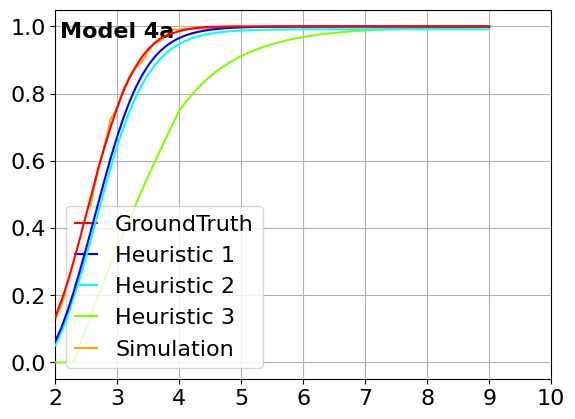 Model 4a
1.0
0.8
0.6
0.4
0.2
0.0
GroundTruth
Heuristic 1
Heuristic 2
Heuristic 3
Simulation
2 3 4 5 6 7 8 9 10